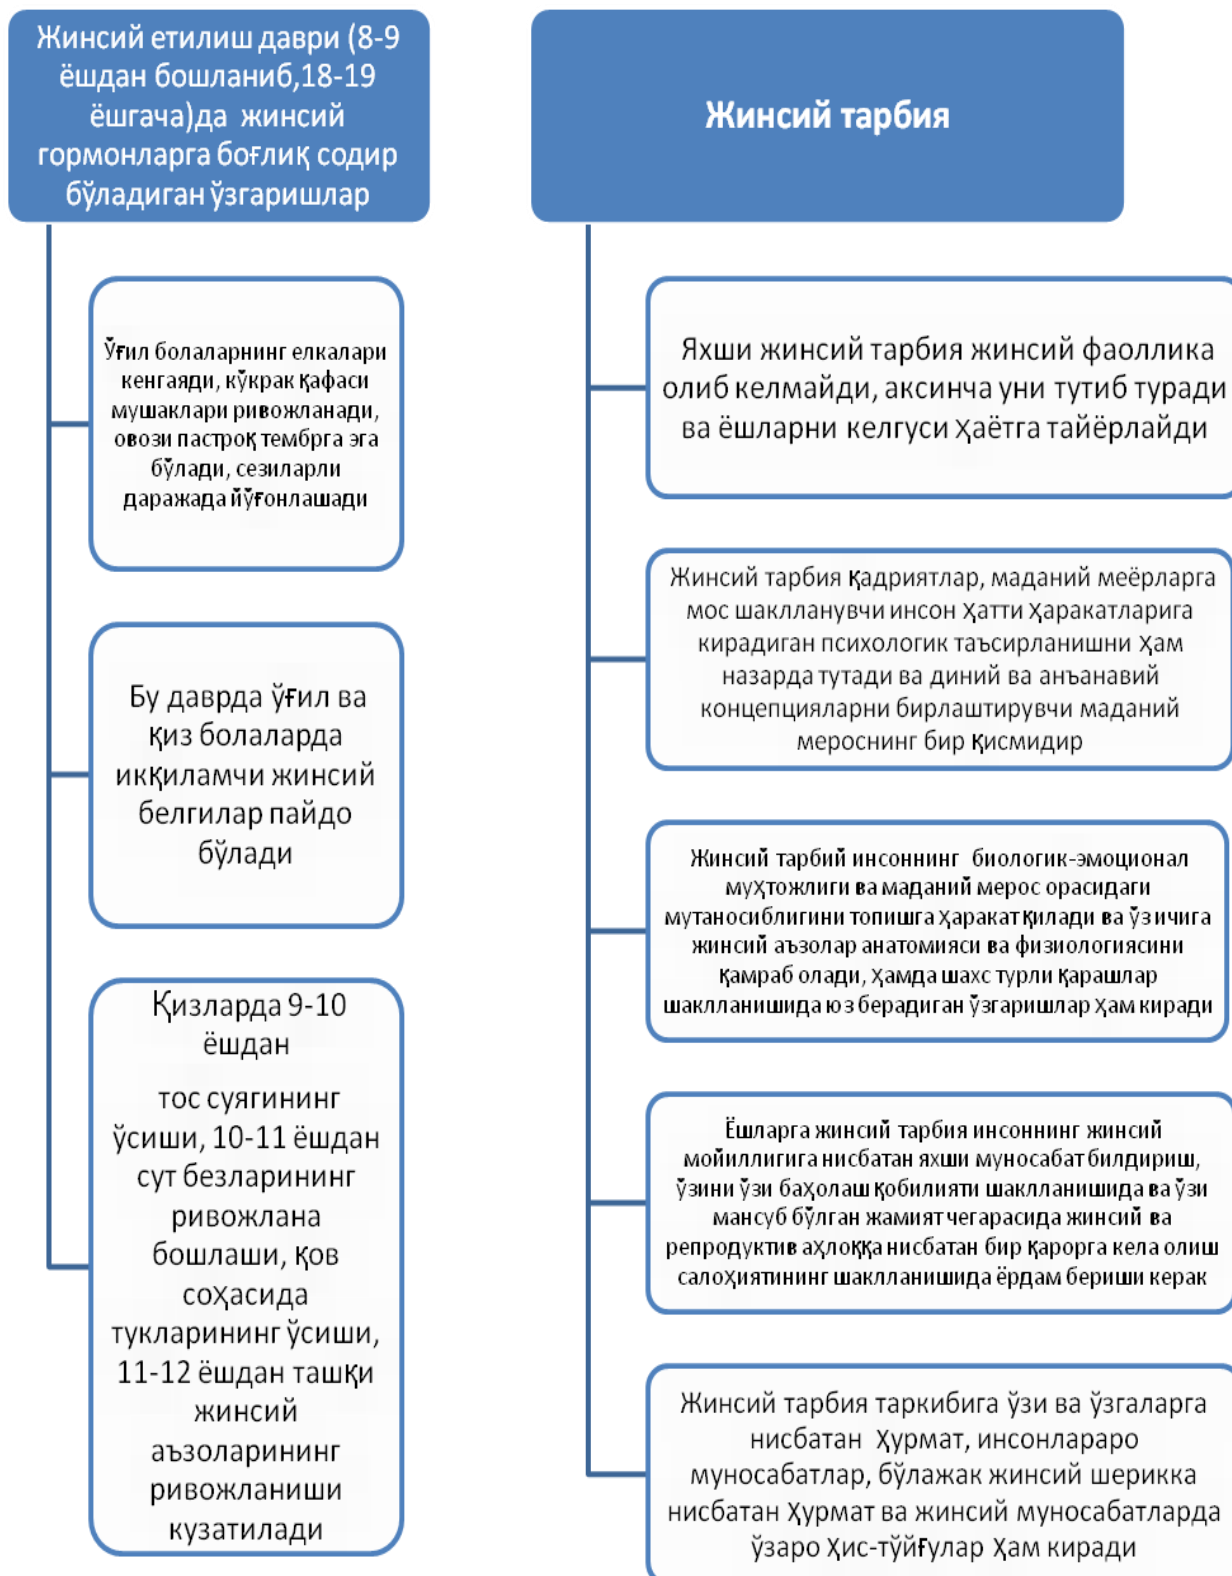 Жинсий етилиш даври (8-9
ёшдан бошланиб,18-19
ёшгача)да жинсий
гормонларга боғлиқ содир
бўладиган ўзгаришлар
Ўғил болаларнинг елкалари
кенгаяди, кўкрак қафаси
мушаклари ривожланади,
овози пастроқ тембрга эга
бўлади, сезиларли
даражада йўғонлашади
Бу даврда ўғил ва
қиз болаларда
икқиламчи жинсий
белгилар пайдо
бўлади
Қизларда 9-10
ёшдан
тос суягининг
ўсиши, 10-11 ёшдан
сут безларининг
ривожлана
бошлаши, қов
соҳасида
тукларининг ўсиши,
11-12 ёшдан ташқи
жинсий
аъзоларининг
ривожланиши
кузатилади
Жинсий тарбия
Яхши жинсий тарбия жинсий фаоллика
олиб келмайди, аксинча уни тутиб туради
ва ёшларни келгуси ҳаётга тайёрлайди
Жинсий тарбия қадриятлар, маданий меёрларга
мос шаклланувчи инсон ҳатти ҳаракатларига
кирадиган психологик таъсирланишни ҳам
назарда тутади ва диний ва анъанавий
концепцияларни бирлаштирувчи маданий
мероснинг бир қисмидир
Жинсий тарбий инсоннинг биологик-эмоционал
муҳтожлиги ва маданий мерос орасидаги
мутаносиблигини топишга ҳаракат қилади ва ўз ичига
жинсий аъзолар анатомияси ва физиологиясини
қамраб олади, ҳамда шахс турли қарашлар
шаклланишида юз берадиган ўзгаришлар ҳам киради
Ёшларга жинсий тарбия инсоннинг жинсий
мойиллигига нисбатан яхши муносабат билдириш,
ўзини ўзи баҳолаш қобилияти шаклланишида ва ўзи
мансуб бўлган жамият чегарасида жинсий ва
репродуктив аҳлоққа нисбатан бир қарорга кела олиш
салоҳиятининг шаклланишида ёрдам бериши керак
Жинсий тарбия таркибига ўзи ва ўзгаларга
нисбатан ҳурмат, инсонлараро
муносабатлар, бўлажак жинсий шерикка
нисбатан ҳурмат ва жинсий муносабатларда
ўзаро ҳис-тўйғулар ҳам киради